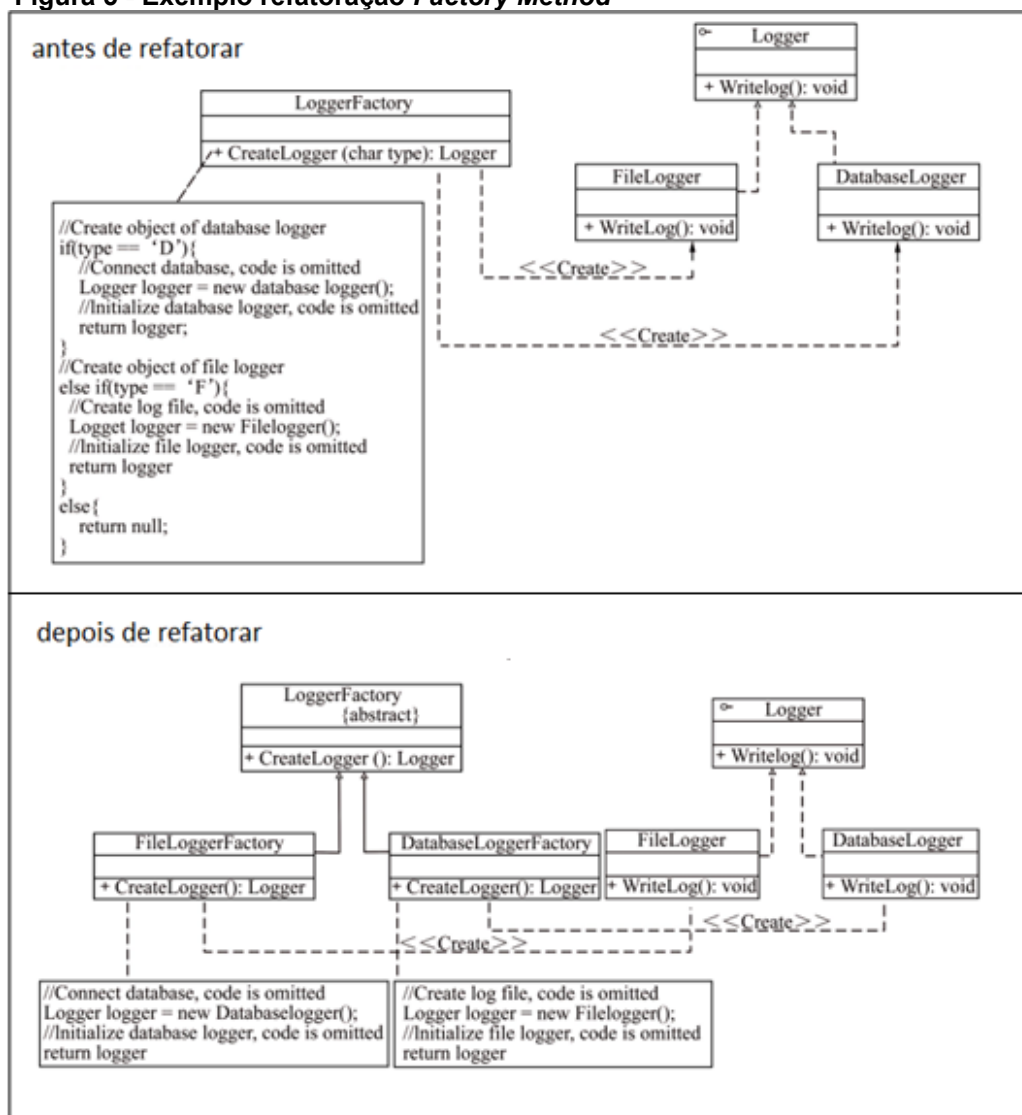 Figura 6 - Exemplo refatoração Factory Method
antes de refatorar
Logger
+ Writelog(): void
LoggerFactory
+ CreateLogger (char type): Logger
FileLogger
+ WriteLog(): void
DatabaseLogger
+ Writelog(): void
<<Create>>
<<Create>>
//Create object of database logger
if(type == ‘D’){
//Connect database, code is omitted
Logger logger = new database logger();
//Initialize database logger, code is omitted
return logger;
}
//Create object of file logger
else if(type == ‘F’){
//Create log file, code is omitted
Logget logger = new Filelogger();
//Initialize file logger, code is omitted
return logger
}
else{
return null;
}
depois de refatorar
LoggerFactory
{abstract}
+ CreateLogger (): Logger
Logger
+ Writelog(): void
FileLoggerFactory
+ CreateLogger(): Logger
DatabaseLoggerFactory
+ CreateLogger(): Logger
FileLogger
+ WriteLog(): void
DatabaseLogger
+ WriteLog(): void
<<Create>>
<<Create>>
//Connect database, code is omitted
Logger logger = new Databaselogger();
//Initialize database logger, code is omitted
return logger
//Create log file, code is omitted
Logger logger = new Filelogger();
//Initialize file logger, code is omitted
return logger